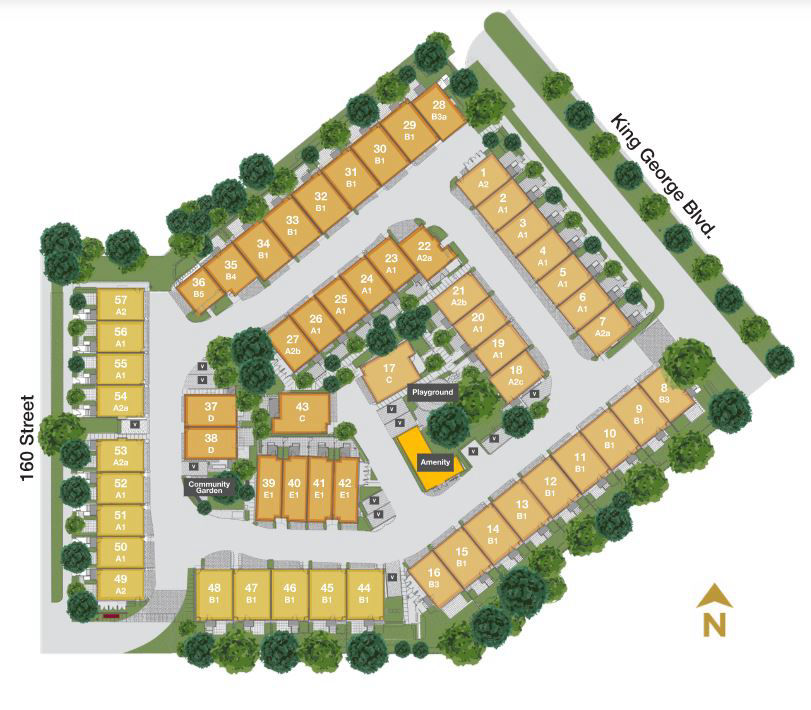 King George Blvd.
160 Street
28
B3a
29
B1
30
B1
31
B1
32
B1
33
B1
34
B1
35
B4
36
B5
1
A2
2
A1
3
A1
4
A1
5
A1
6
A1
7
A2a
22
A2a
23
A1
24
A1
25
A1
26
A1
27
A2b
21
A2b
20
A1
19
A1
18
A2c
17
C
Playground
Amenity
V
V
V
V
V
V
57
A2
56
A1
55
A1
54
A2a
V
53
A2a
52
A1
51
A1
50
A1
49
A2
V
V
37
D
38
D
V
Community
Garden
43
C
39
E1
40
E1
41
E1
42
E1
V
V
8
B3
9
B1
10
B1
11
B1
12
B1
13
B1
14
B1
15
B1
16
B3
48
B1
47
B1
46
B1
45
B1
44
B1
V
N